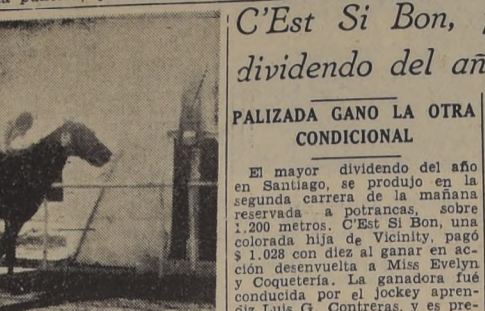 C'Est Si Bon,
dividendo del añ
PALIZADA GANO LA OTRA
CONDICIONAL
El mayor dividendo del año
en Santiago, se produjo en la
segunda carrera de la mañana
reservada a potrancas, sobre
1.200 metros. C'Est Si Bon, una
colorada hija de Vicinity, pagó
$ 1.028 con diez al ganar en ac-
ción desenvuelta a Miss Evelyn
y Coquetería. La ganadora fué
conducida por el jockey apren-
diz Luis G. Contreras, y es pre-